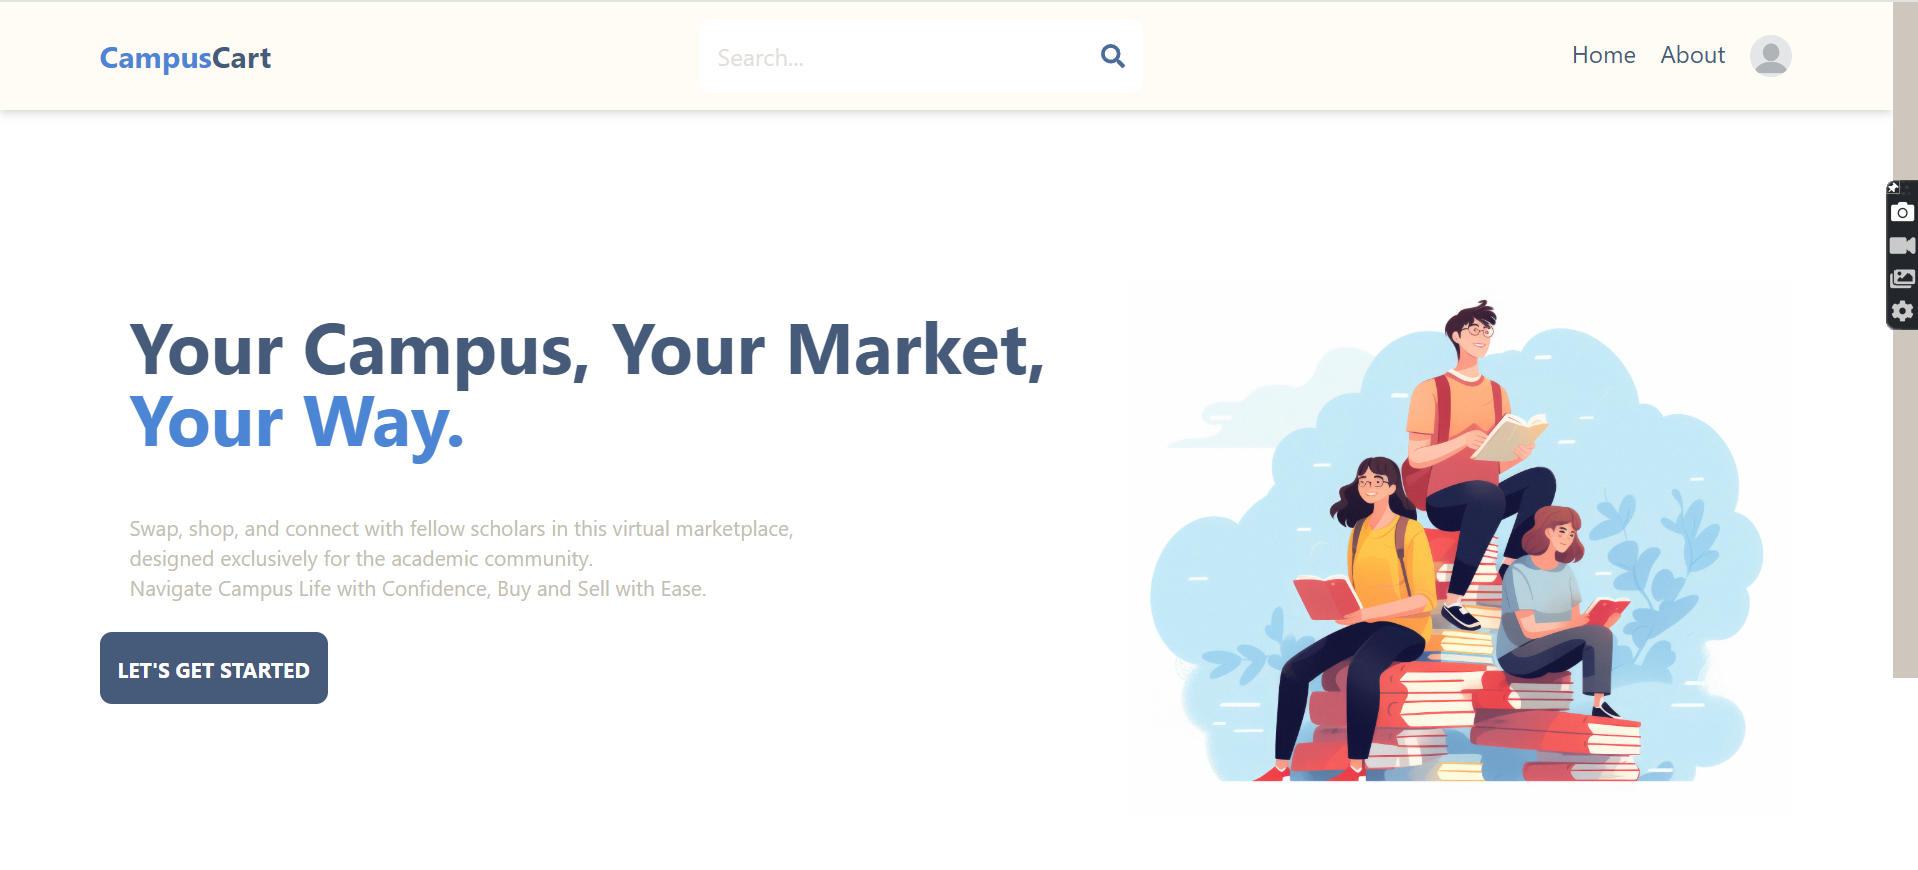 CampusCart
Search...
Home
About
Your Campus, Your Market,
Your Way.
Swap, shop, and connect with fellow scholars in this virtual marketplace,
designed exclusively for the academic community.
Navigate Campus Life with Confidence, Buy and Sell with Ease.
LET'S GET STARTED